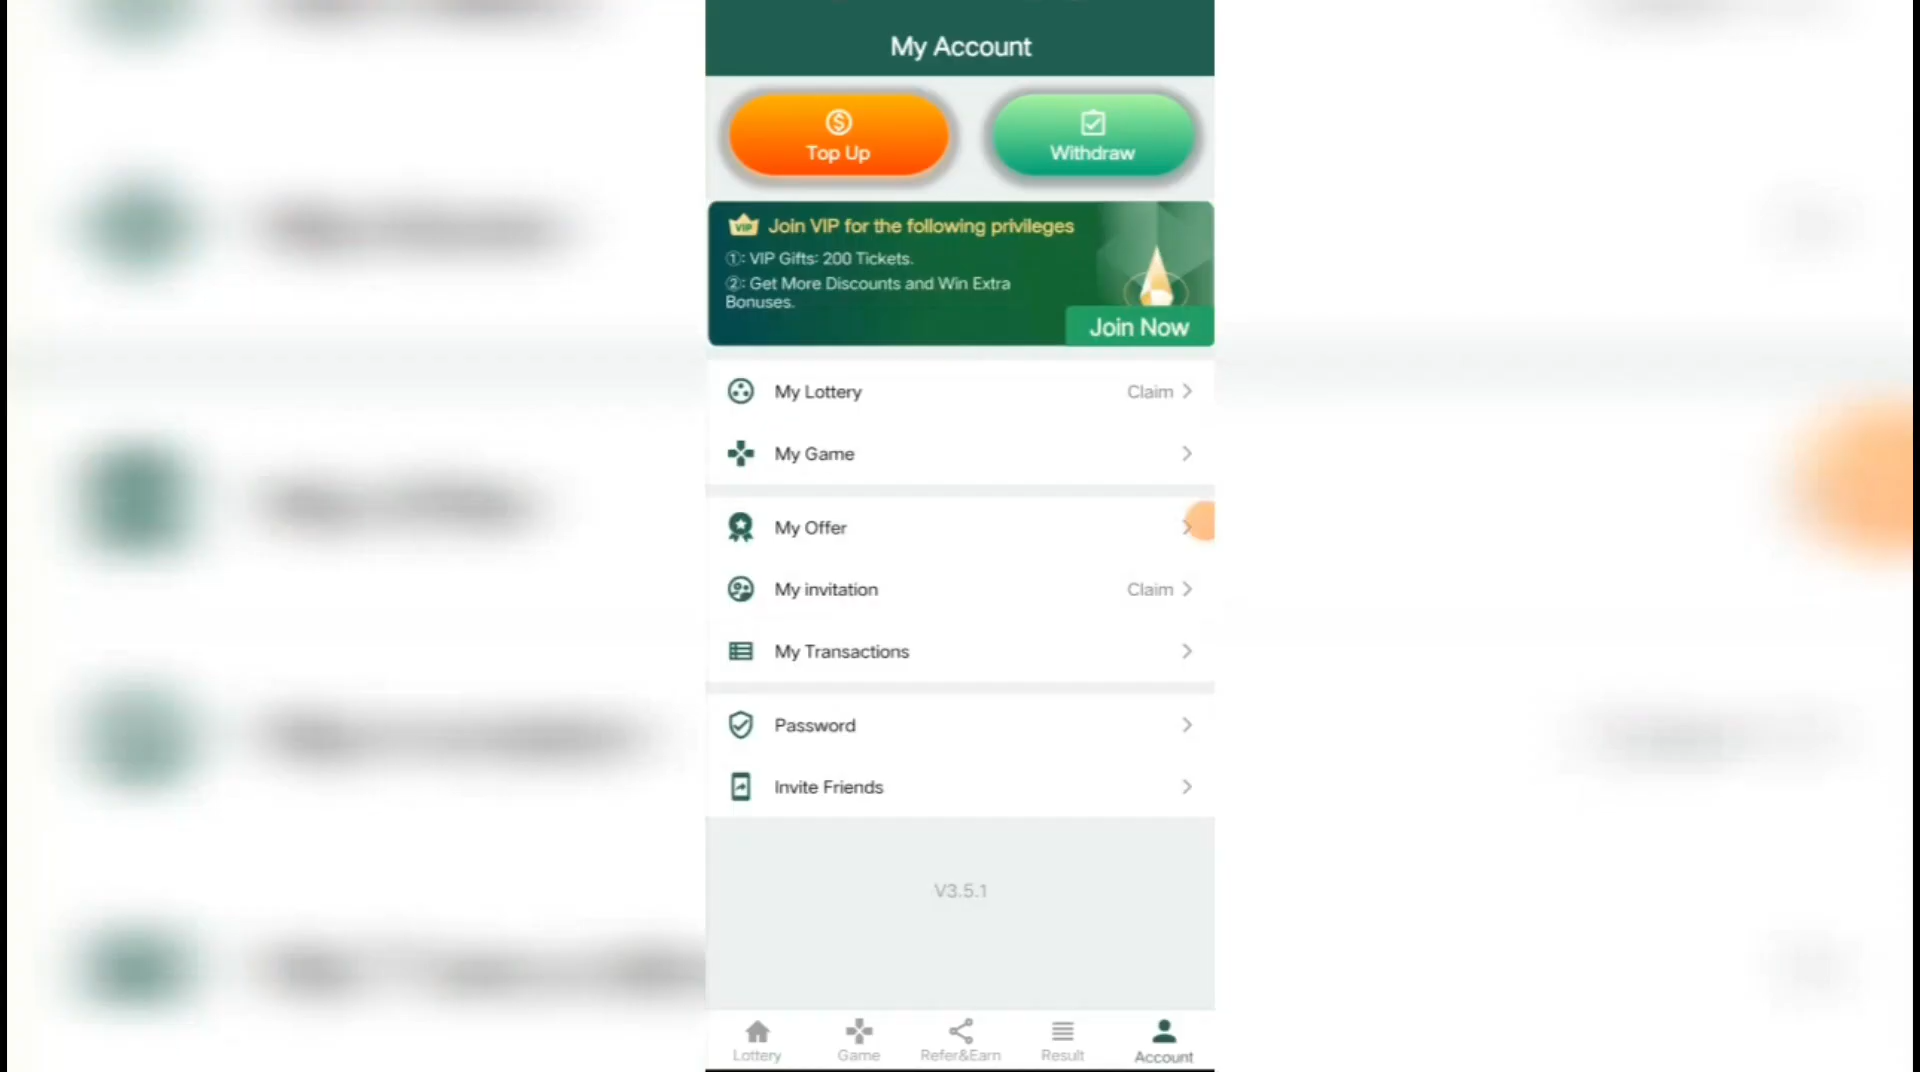 My Account
Top Up
Withdraw
VIP Join VIP for the following privileges
①: VIP Gifts: 200 Tickets.
②: Get More Discounts and Win Extra
Bonuses.
Join Now
My Lottery Claim
My Game
My Offer
My invitation Claim
My Transactions
Password
Invite Friends
V3.5.1
Lottery Game Refer&Earn Result Account